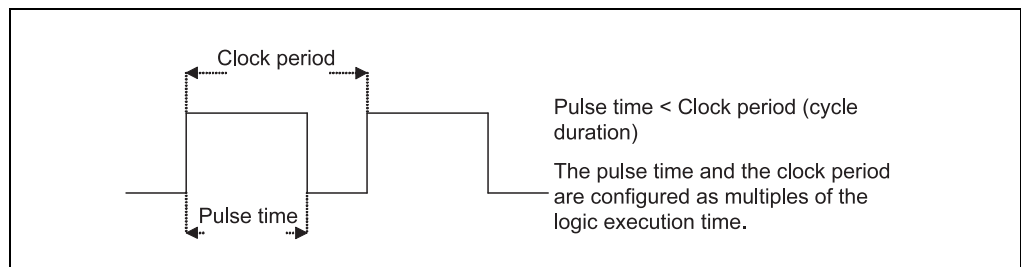 Clock period
Pulse time < Clock period (cycle
duration)
The pulse time and the clock period
are configured as multiples of the
logic execution time.
Pulse time